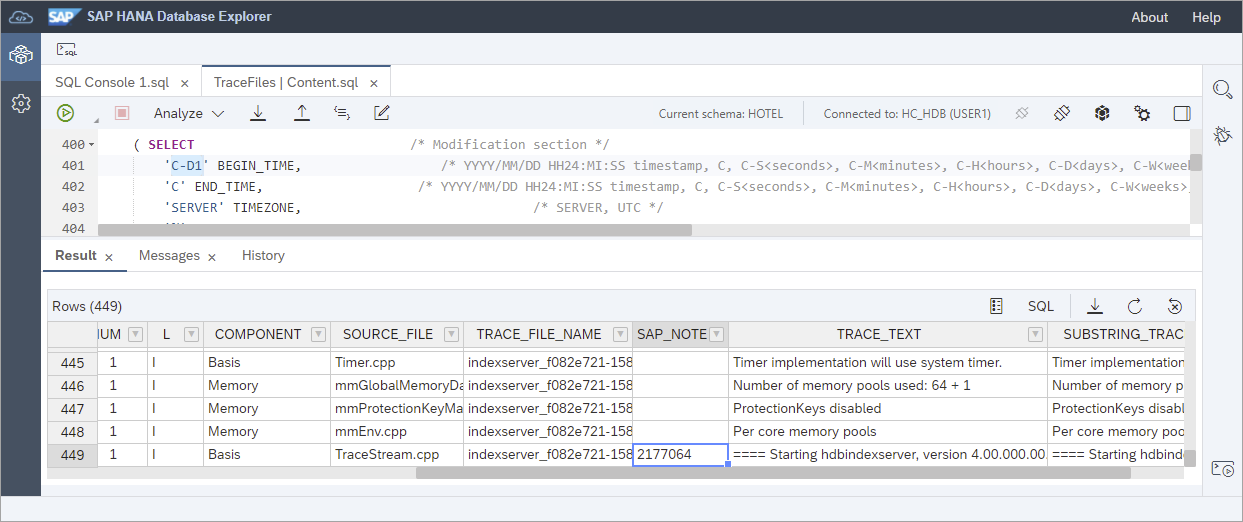 SAP SAP HANA Database Explorer About Help
SQL
SQL Console 1.sql × TraceFiles | Content.sql ×
Analyze Current schema: HOTEL Connected to: HC_HDB (USER1)
400 ( SELECT /* Modification section */
401 'C-D1' BEGIN_TIME, /* YYYY/MM/DD HH24:MI:SS timestamp, C, C-S<seconds>, C-M<minutes>, C-H<hours>, C-D<days>, C-W<week
402 'C' END_TIME, /* YYYY/MM/DD HH24:MI:SS timestamp, C, C-S<seconds>, C-M<minutes>, C-H<hours>, C-D<days>, C-W<weeks>,
403 'SERVER' TIMEZONE, /* SERVER, UTC */
404
Result × Messages × History
Rows (449) SQL
NUM L COMPONENT SOURCE_FILE TRACE_FILE_NAME SAP_NOTE TRACE_TEXT SUBSTRING_TRAC
445 1 I Basis Timer.cpp indexserver_f082e721-158 Timer implementation will use system timer. Timer implementation
446 1 I Memory mmGlobalMemoryDa indexserver_f082e721-158 Number of memory pools used: 64 + 1 Number of memory p
447 1 I Memory mmProtectionKeyMa indexserver_f082e721-158 ProtectionKeys disabled ProtectionKeys disabl
448 1 I Memory mmEnv.cpp indexserver_f082e721-158 Per core memory pools Per core memory poo
449 1 I Basis TraceStream.cpp indexserver_f082e721-158 2177064 ==== Starting hdbindexserver, version 4.00.000.00. ==== Starting hdbind